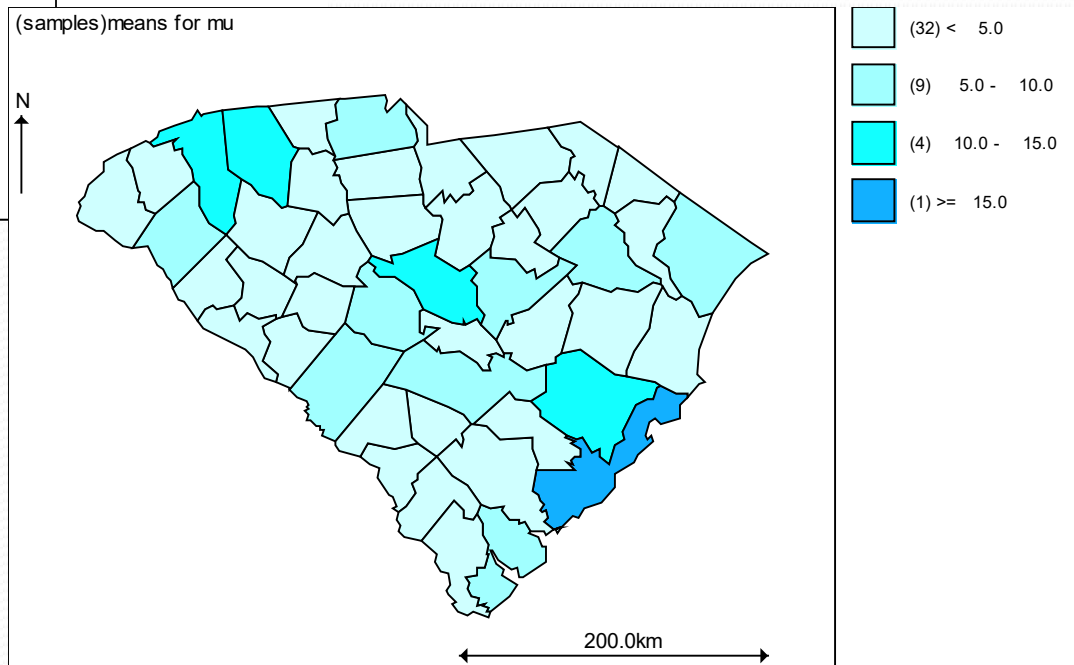 (samples)means for mu
N
200.0km
(32) < 5.0
(9) 5.0 - 10.0
(4) 10.0 - 15.0
(1) >= 15.0